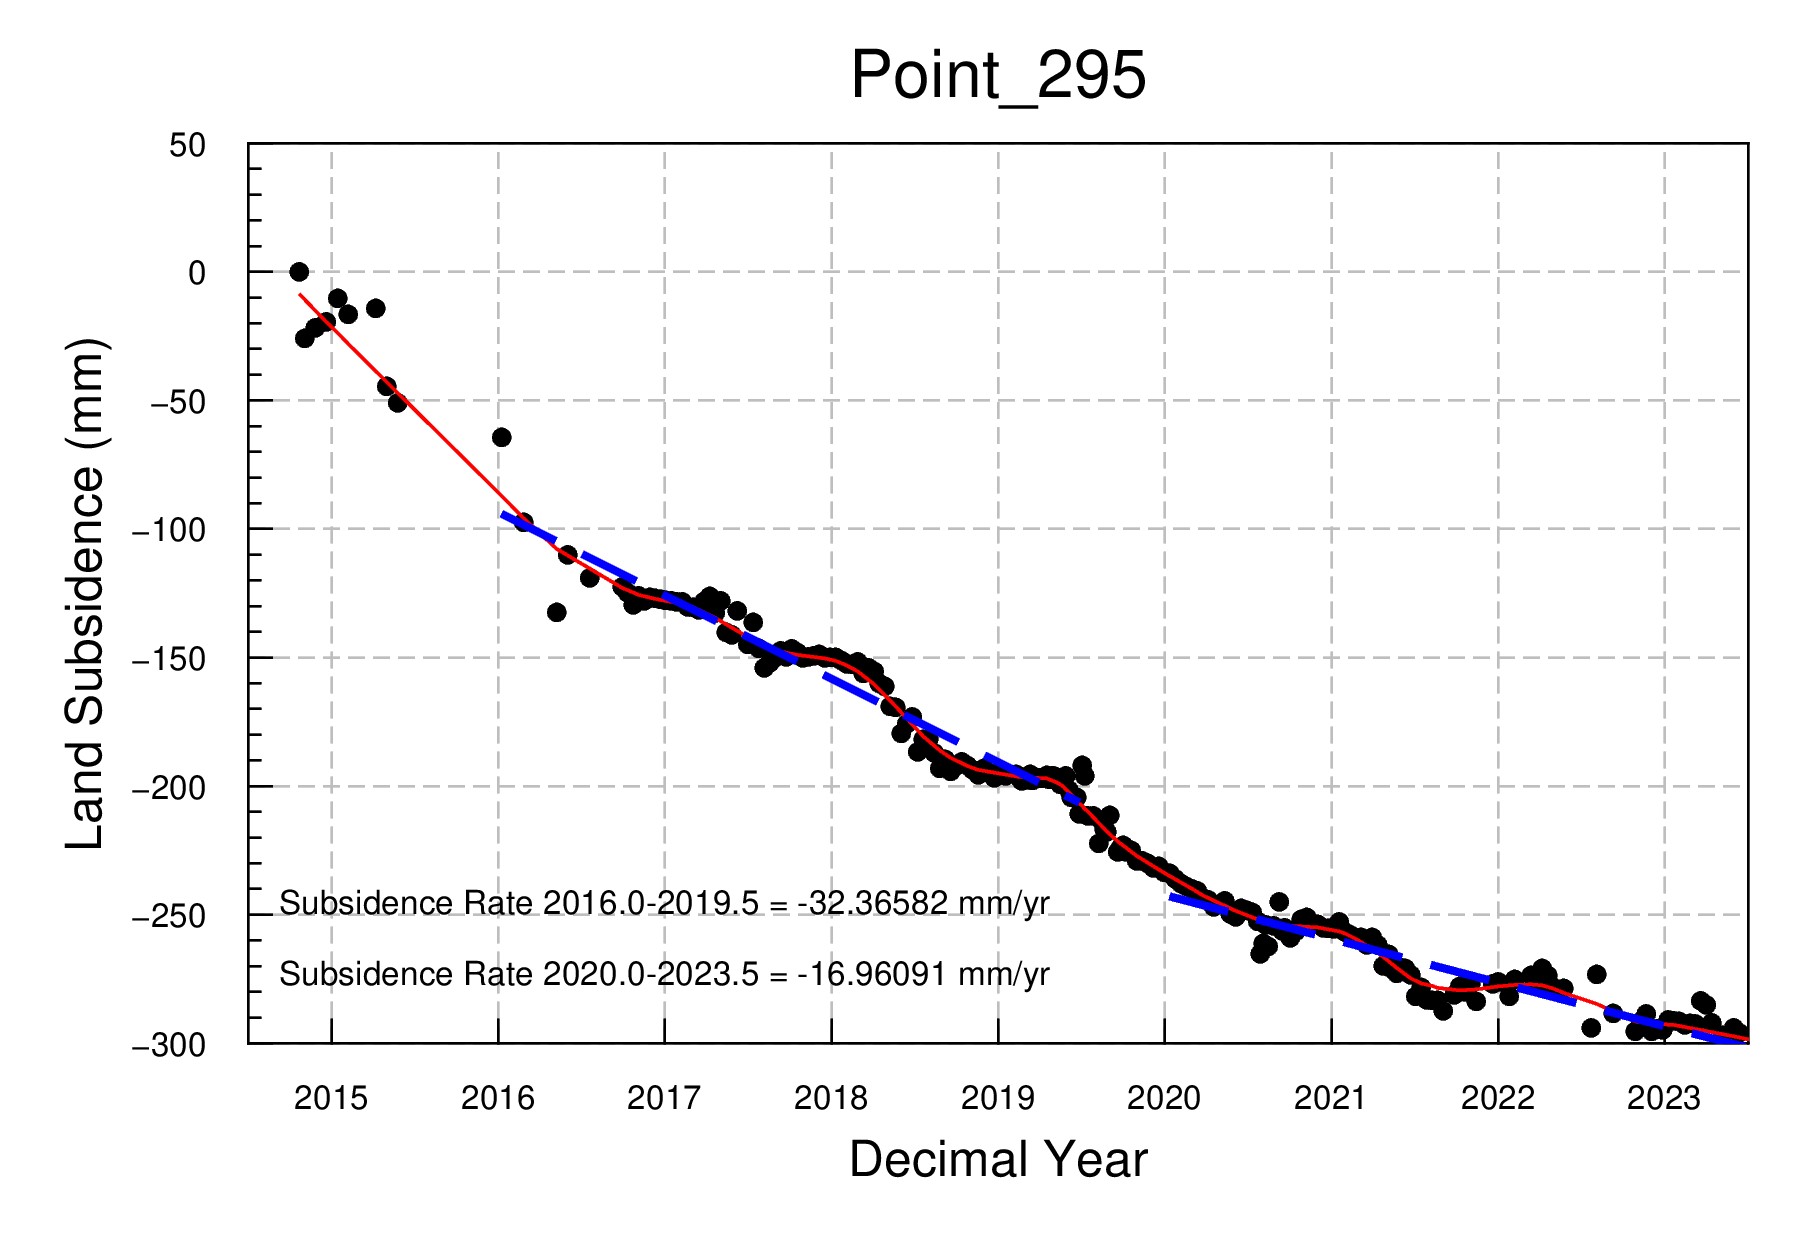 Point_295
50
0
−50
−100
−150
−200
−250
−300
Land Subsidence (mm)
Subsidence Rate 2016.0-2019.5 = -32.36582 mm/yr
Subsidence Rate 2020.0-2023.5 = -16.96091 mm/yr
2015 2016 2017 2018 2019 2020 2021 2022 2023
Decimal Year